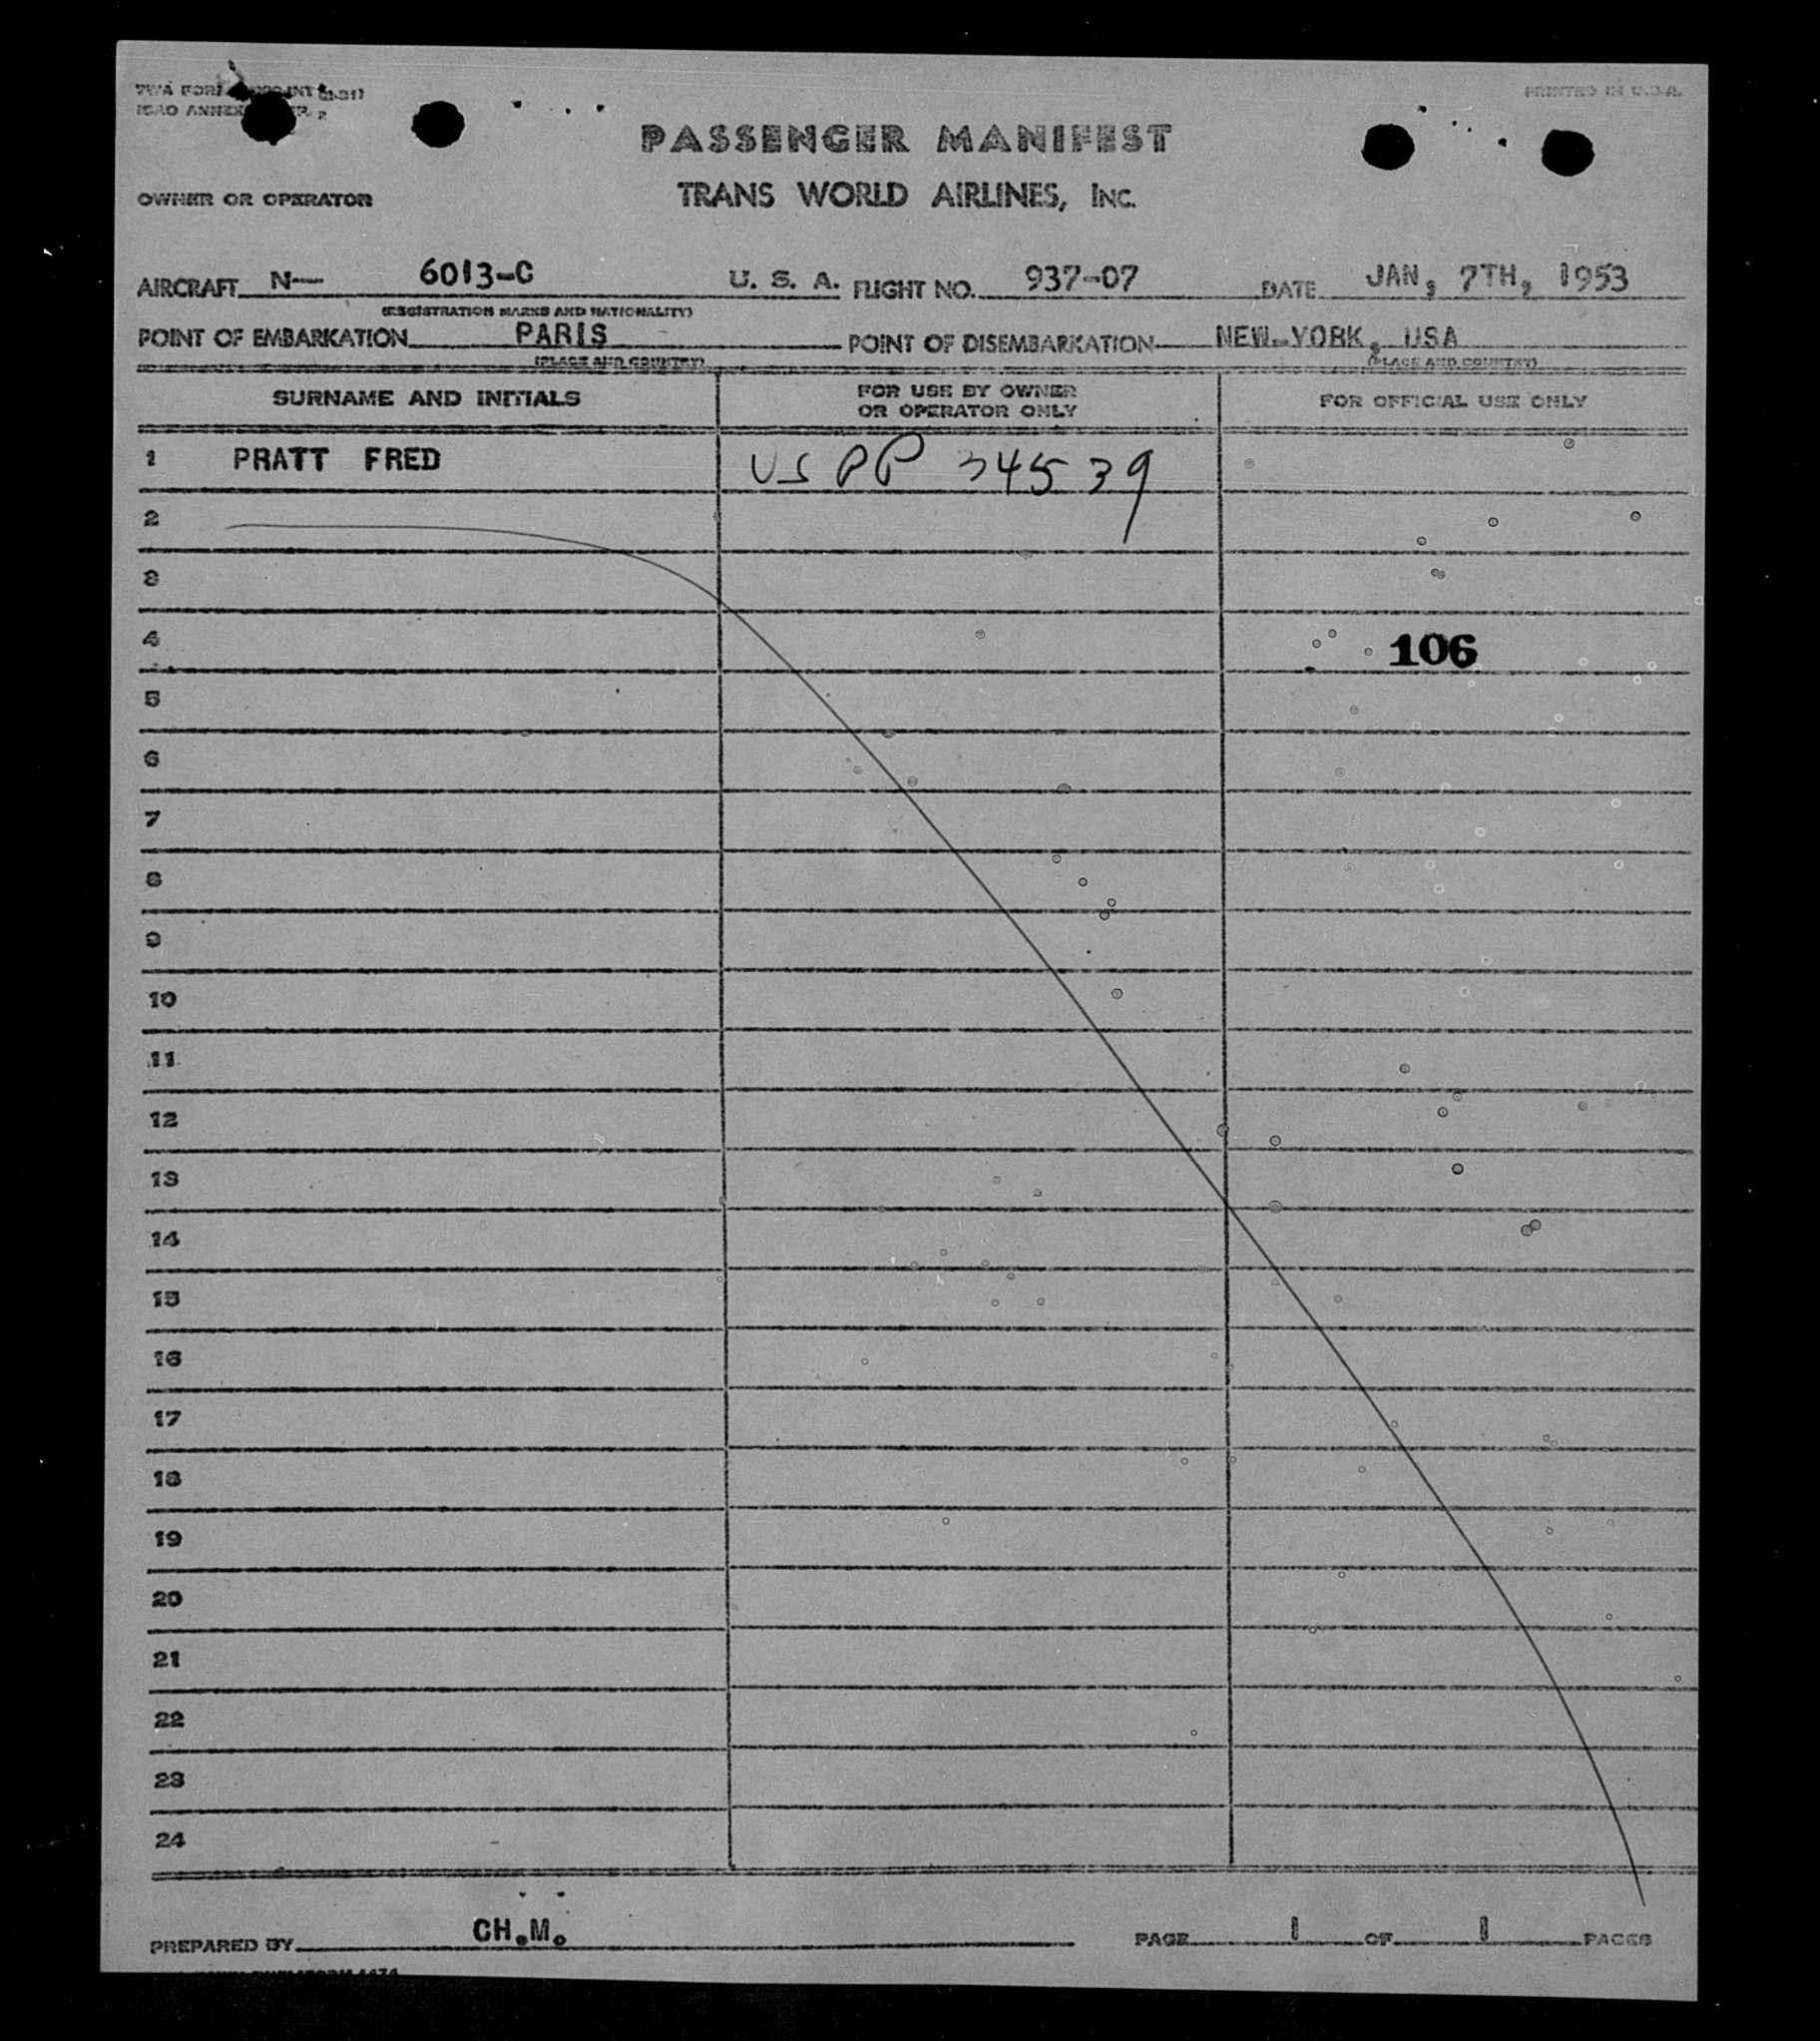 PRINTED IN U.S.A.
PASSENGER MANIFEST
OWNER OR OPERATOR TRANS WORLD AIRLINES, INC.
AIRCRAFT N— 6013-C U. S. A. FLIGHT NO. 937-07 DATE JAN, 7TH, 1953
(REGISTRATION MARKS AND NATIONALITY)
POINT OF EMBARKATION PARIS POINT OF DISEMBARKATION NEW-YORK, USA
(PLACE AND COUNTRY) (PLACE AND COUNTRY)
SURNAME AND INITIALS FOR USE BY OWNER OR OPERATOR ONLY FOR OFFICIAL USE ONLY
1 PRATT FRED US PP 34539
2
3
4 106
5
6
7
8
9
10
11
12
13
14
15
16
17
18
19
20
21
22
23
24
PREPARED BY CH.M. PAGE 1 OF 1 PAGES